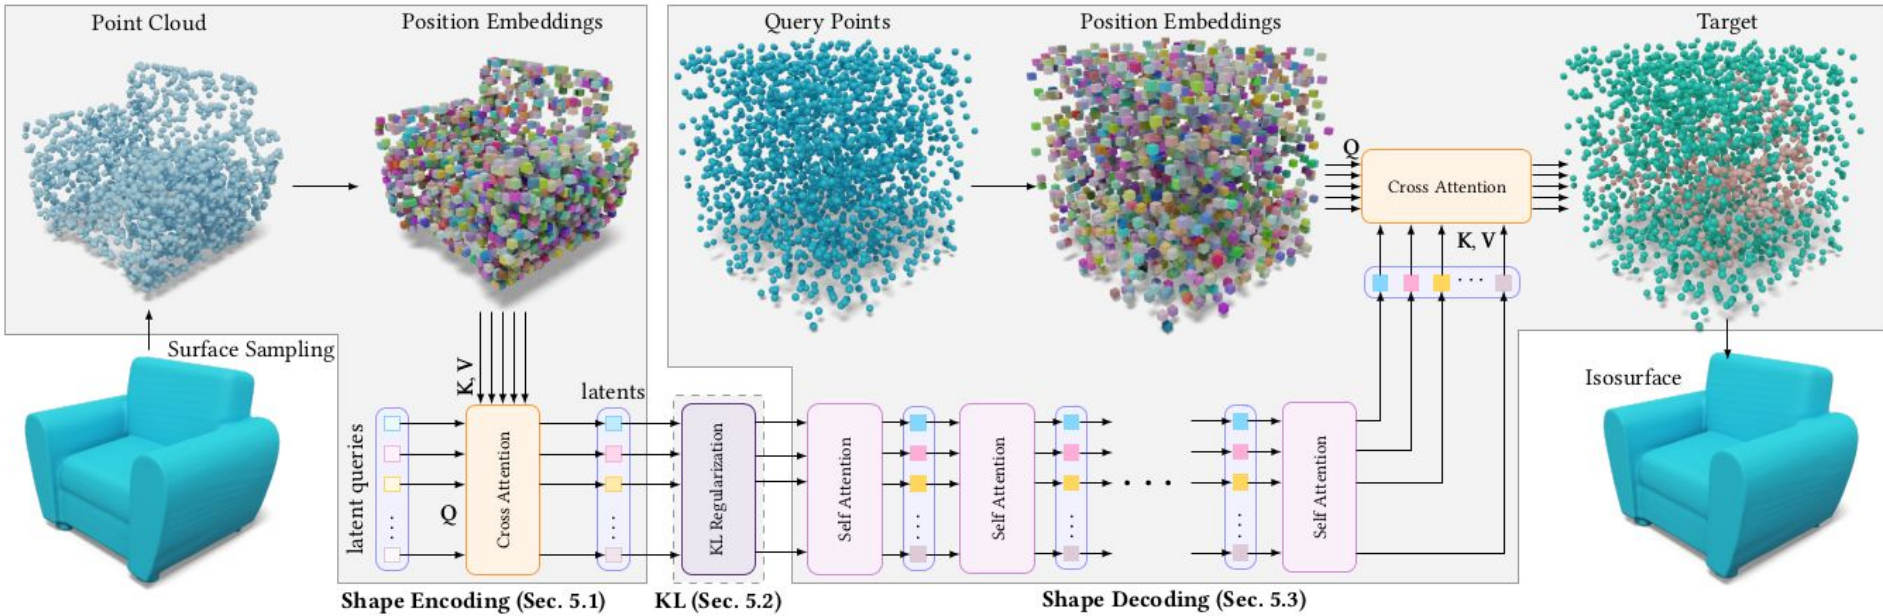 Point Cloud
Position Embeddings
Query Points
Position Embeddings
Target
Q
Cross Attention
K, V
...
Surface Sampling
K, V
latents
Isosurface
latent queries
...
Q
Cross Attention
...
KL Regularization
Self Attention
...
Self Attention
...
...
...
Self Attention
Shape Encoding (Sec. 5.1)
KL (Sec. 5.2)
Shape Decoding (Sec. 5.3)